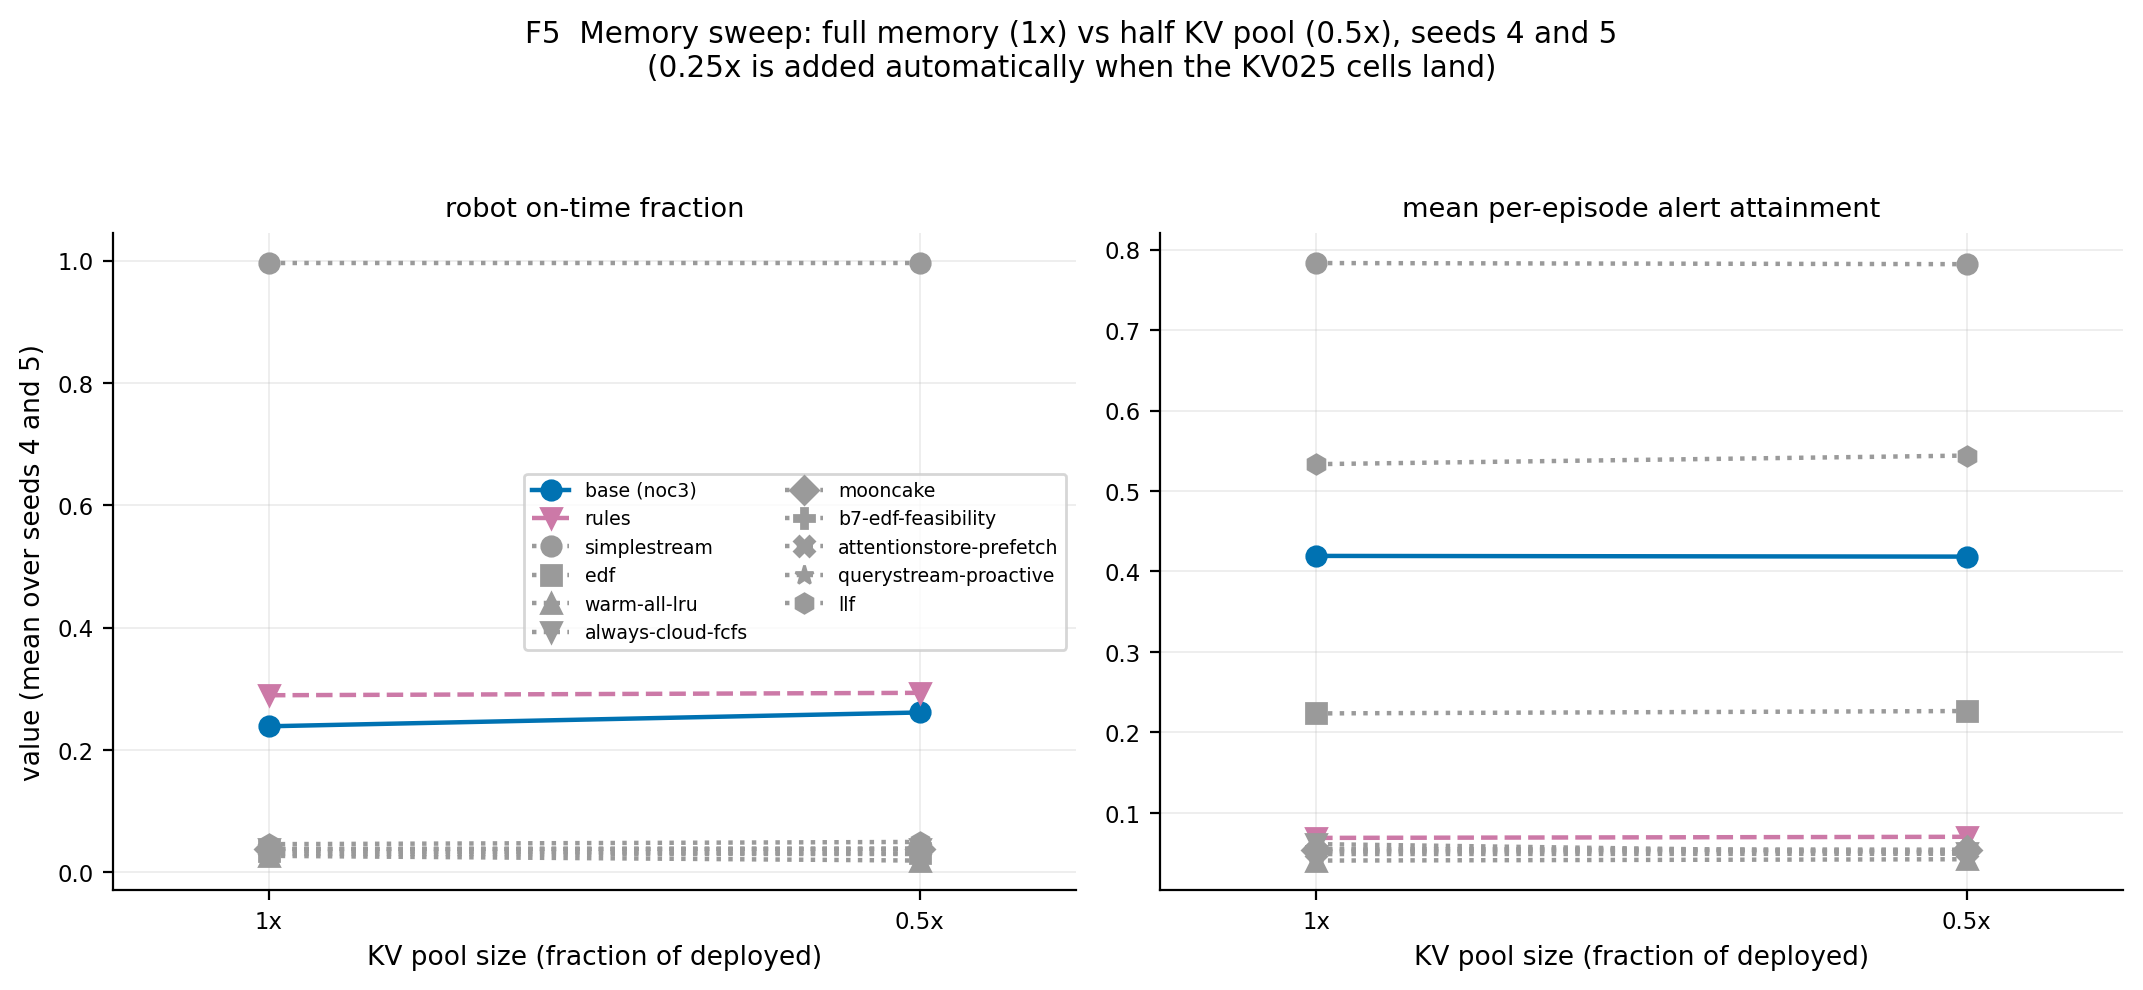 F5  Memory sweep: full memory (1x) vs half KV pool (0.5x), seeds 4 and 5
(0.25x is added automatically when the KV025 cells land)
robot on-time fraction
value (mean over seeds 4 and 5)
1.0
0.8
0.6
0.4
0.2
0.0
base (noc3)
rules
simplestream
edf
warm-all-lru
always-cloud-fcfs
mooncake
b7-edf-feasibility
attentionstore-prefetch
querystream-proactive
llf
1x
0.5x
KV pool size (fraction of deployed)
mean per-episode alert attainment
0.8
0.7
0.6
0.5
0.4
0.3
0.2
0.1
1x
0.5x
KV pool size (fraction of deployed)